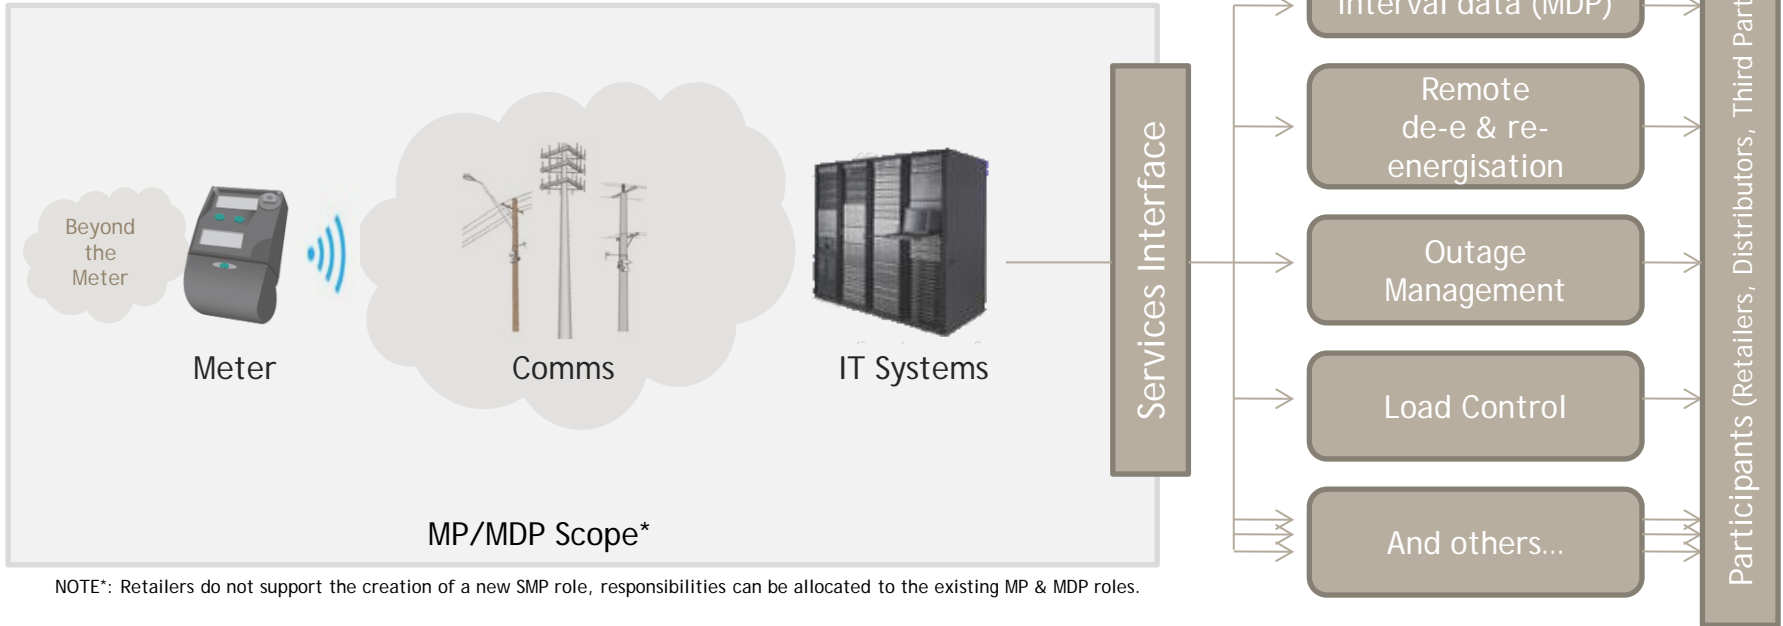 Interval data (MDP)
Remote
de-e & re-
energisation
Outage
Management
Load Control
And others…
Services Interface
Participants (Retailers, Distributors, Third
Beyond
the
Meter
Meter
Comms
IT Systems
MP/MDP Scope*
NOTE*: Retailers do not support the creation of a new SMP role, responsibilities can be allocated to the existing MP & MDP roles.